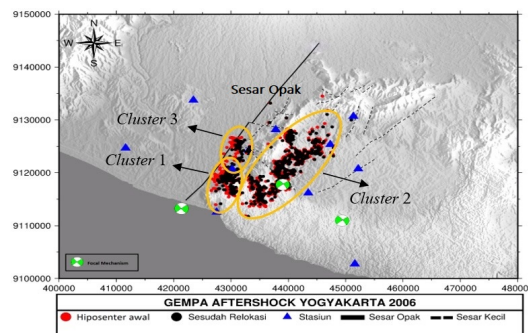 9150000
9140000
9130000
9120000
9110000
9100000
N
W E
S
Sesar Opak
Cluster 3
Cluster 1
Cluster 2
Focal Mechanism
400000 410000 420000 430000 440000 450000 460000 470000 48000
GEMPA AFTERSHOCK YOGYAKARTA 2006
Hiposenter awal Sesudah Relokasi Stasiun Sesar Opak Sesar Kecil